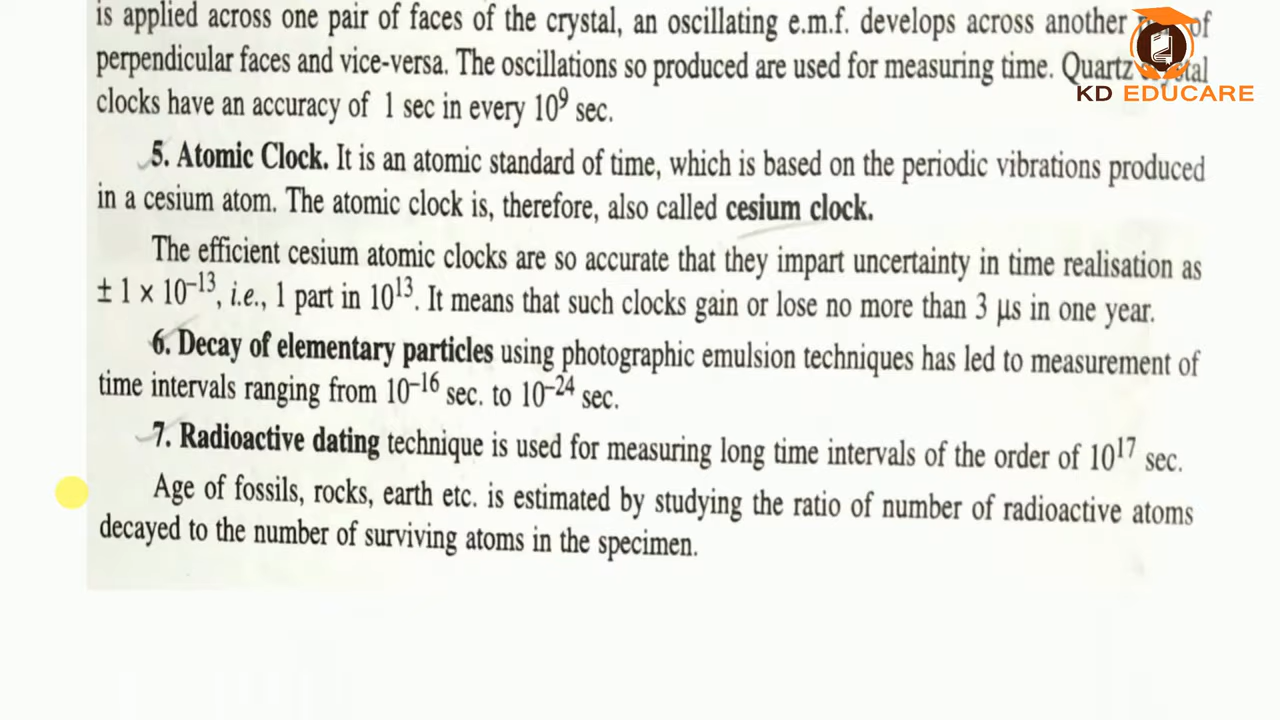 is applied across one pair of faces of the crystal, an oscillating e.m.f. develops across another of
perpendicular faces and vice-versa. The oscillations so produced are used for measuring time. Quartz crystal
KD EDUCARE
clocks have an accuracy of 1 sec in every 10⁹ sec.
5. Atomic Clock. It is an atomic standard of time, which is based on the periodic vibrations produced
in a cesium atom. The atomic clock is, therefore, also called cesium clock.
The efficient cesium atomic clocks are so accurate that they impart uncertainty in time realisation as
± 1 × 10⁻¹³, i.e., 1 part in 10¹³. It means that such clocks gain or lose no more than 3 μs in one year.
6. Decay of elementary particles using photographic emulsion techniques has led to measurement of
time intervals ranging from 10⁻¹⁶ sec. to 10⁻²⁴ sec.
7. Radioactive dating technique is used for measuring long time intervals of the order of 10¹⁷ sec.
Age of fossils, rocks, earth etc. is estimated by studying the ratio of number of radioactive atoms
decayed to the number of surviving atoms in the specimen.